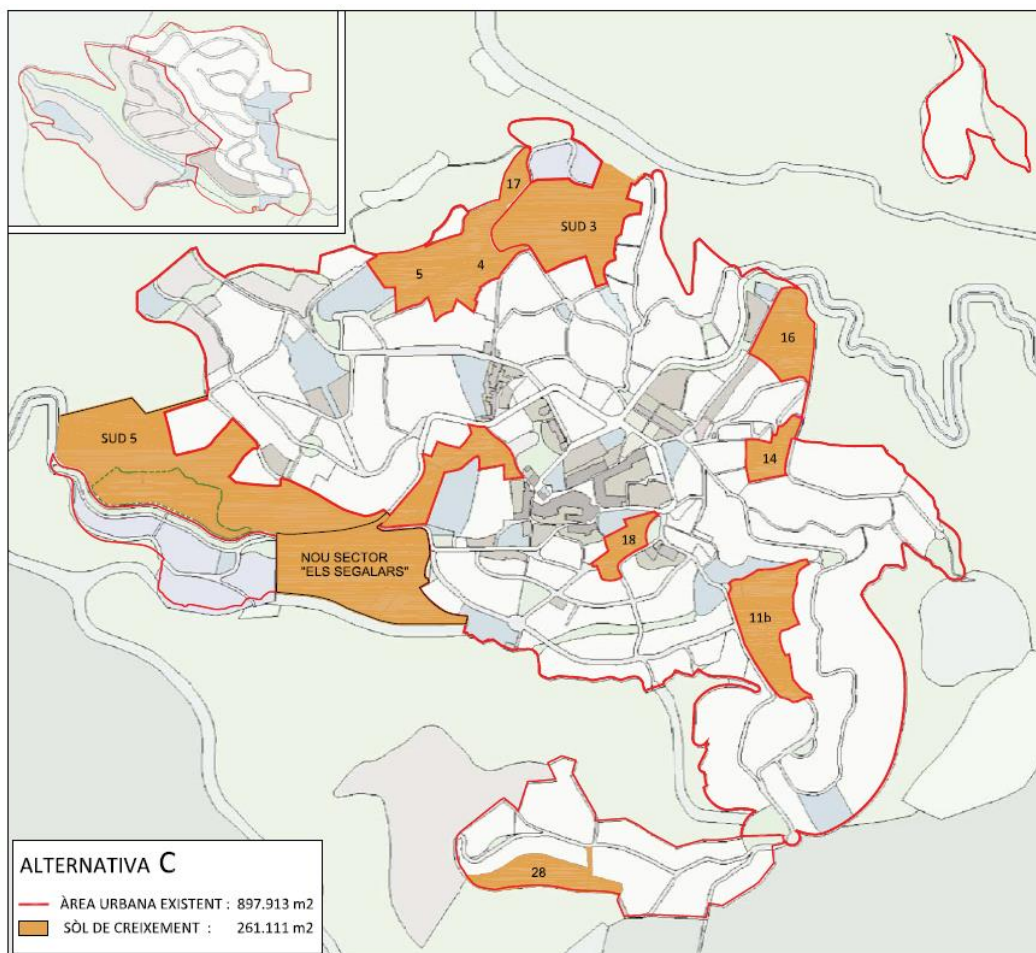 17
SUD 3
5
4
16
SUD 5
14
18
NOU SECTOR
"ELS SEGALARS"
11b
28
ALTERNATIVA C
ÀREA URBANA EXISTENT : 897.913 m2
SÒL DE CREIXEMENT : 261.111 m2